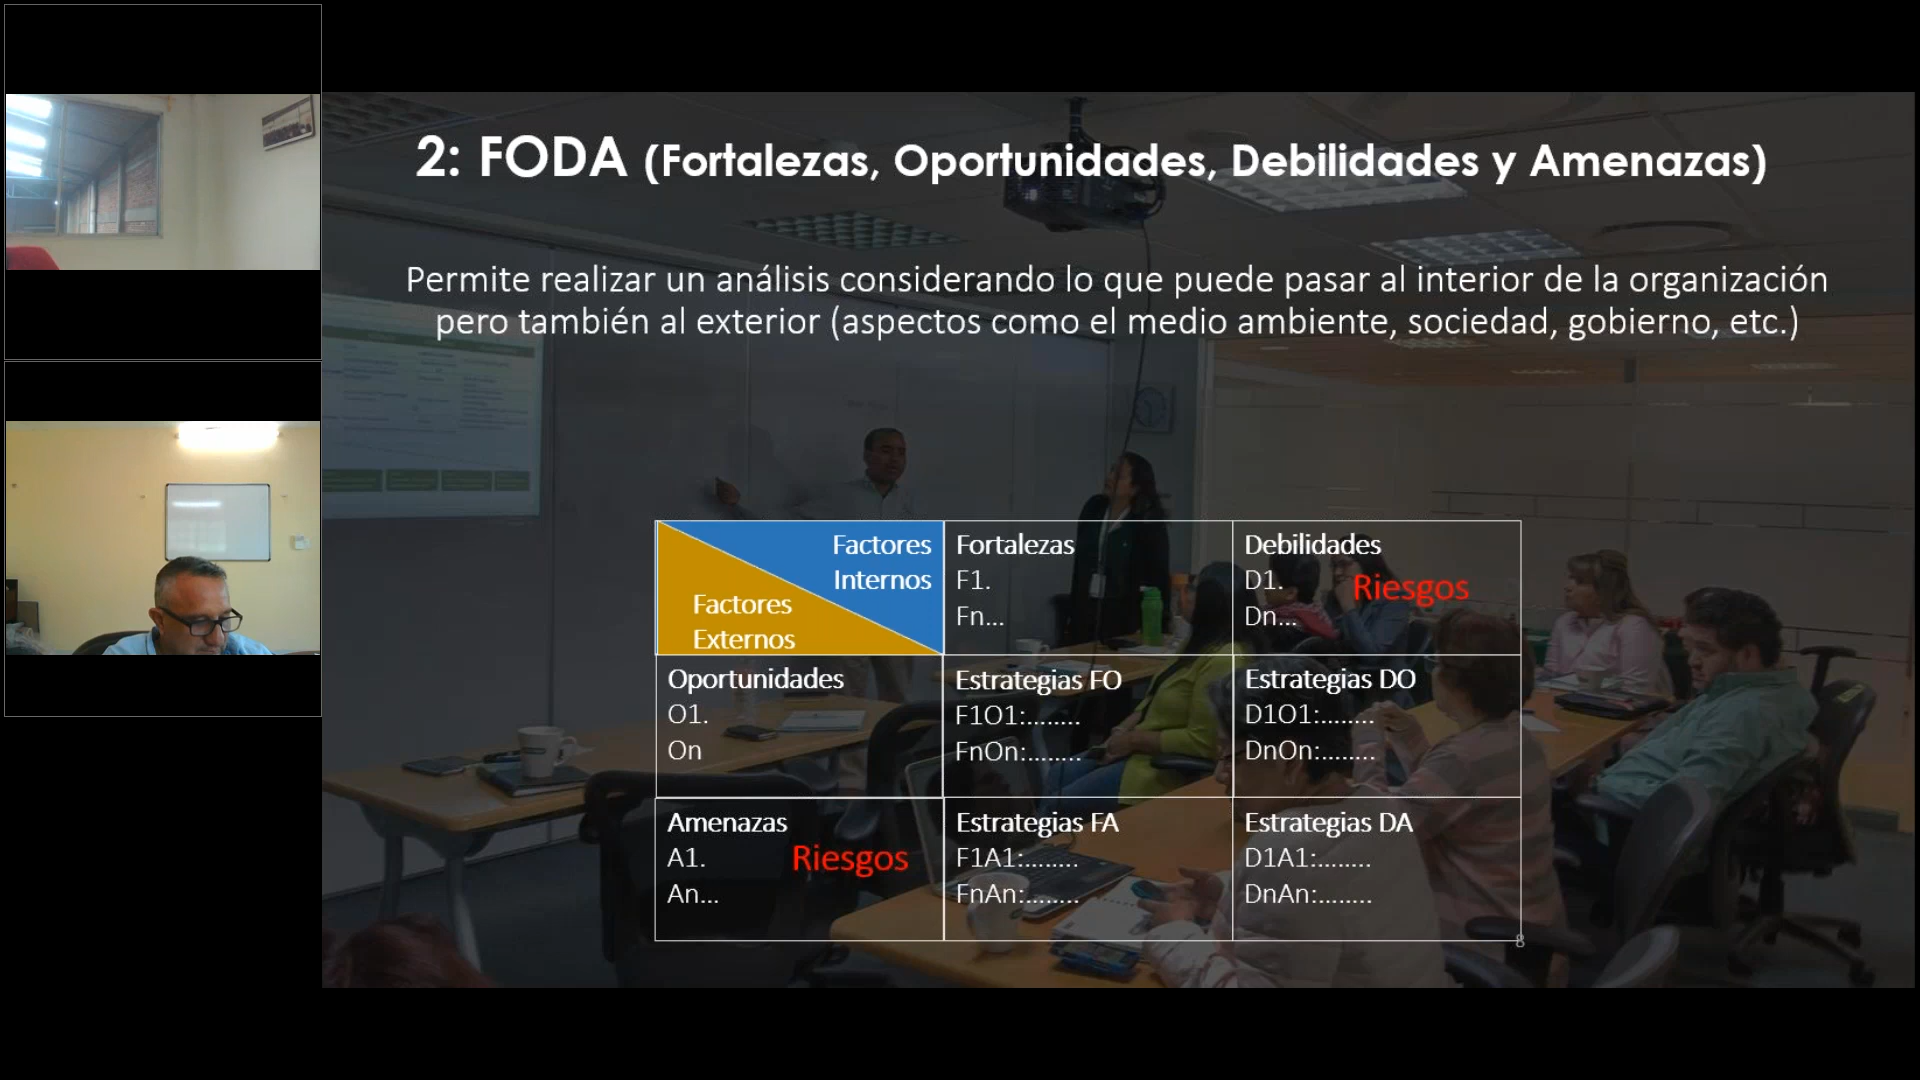 2: FODA (Fortalezas, Oportunidades, Debilidades y Amenazas)
Permite realizar un análisis considerando lo que puede pasar al interior de la organización
pero también al exterior (aspectos como el medio ambiente, sociedad, gobierno, etc.)
Factores
Internos
Factores
Externos
Fortalezas
F1.
Fn...
Debilidades
D1.
Riesgos
Dn...
Oportunidades
O1.
On
Estrategias FO
F1O1:........
FnOn:........
Estrategias DO
D1O1:........
DnOn:........
Amenazas
A1.
Riesgos
An...
Estrategias FA
F1A1:........
FnAn:........
Estrategias DA
D1A1:........
DnAn:........
8